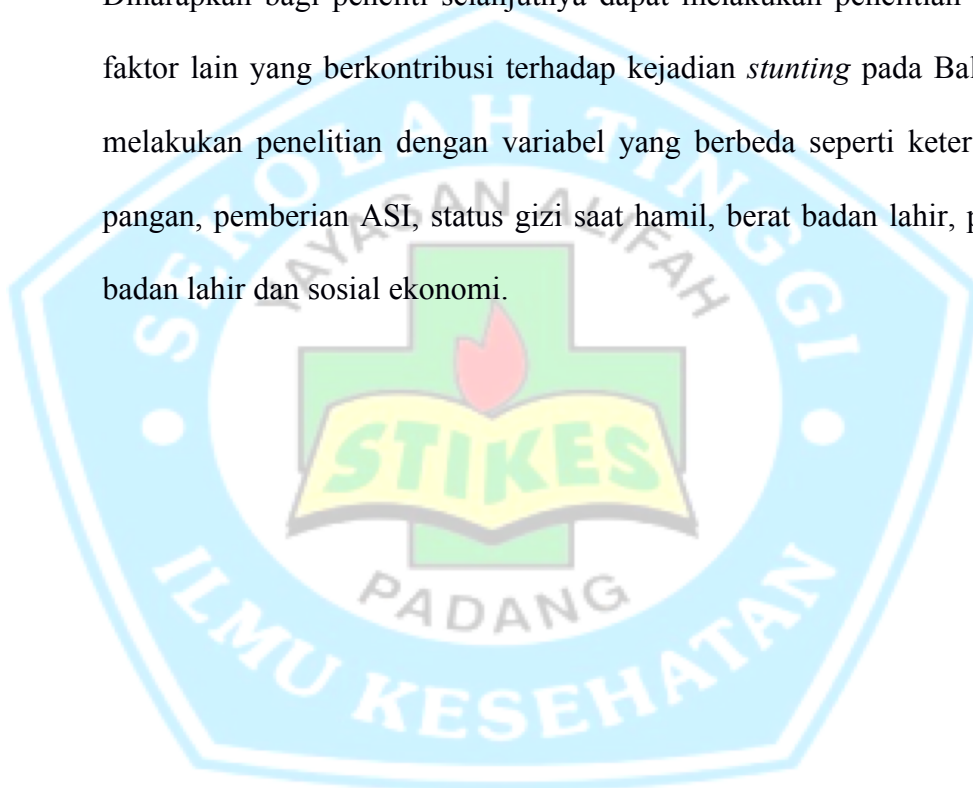 Diharapkan bagi peneliti selanjutnya dapat melakukan penelitian
faktor lain yang berkontribusi terhadap kejadian stunting pada Bal
melakukan penelitian dengan variabel yang berbeda seperti keter
pangan, pemberian ASI, status gizi saat hamil, berat badan lahir, p
badan lahir dan sosial ekonomi.
SEKOLAH TINGGI
YAYASAN ALIFAH
STIKES
PADANG
ILMU KESEHATAN